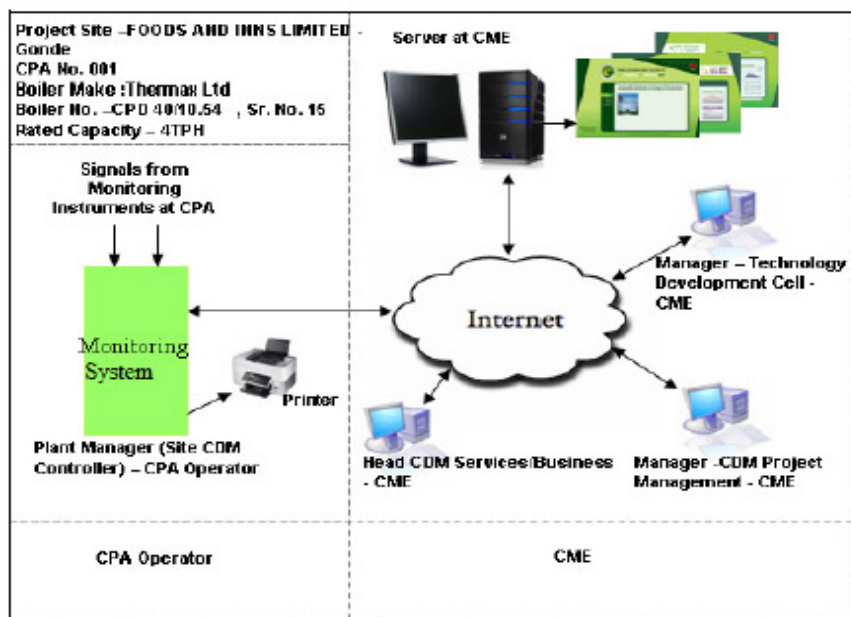 Project Site –FOODS AND INNS LIMITED -
Gonde
CPA No. 001
Boiler Make :Thermax Ltd
Boiler No. –CPD 40/10.54 , Sr. No. 15
Rated Capacity – 4TPH
Server at CME
Signals from
Monitoring
Instruments at CPA
Monitoring
System
Printer
Plant Manager (Site CDM
Controller) – CPA Operator
Internet
Manager – Technology
Development Cell -
CME
Head CDM Services/Business
- CME
Manager -CDM Project
Management - CME
CPA Operator
CME